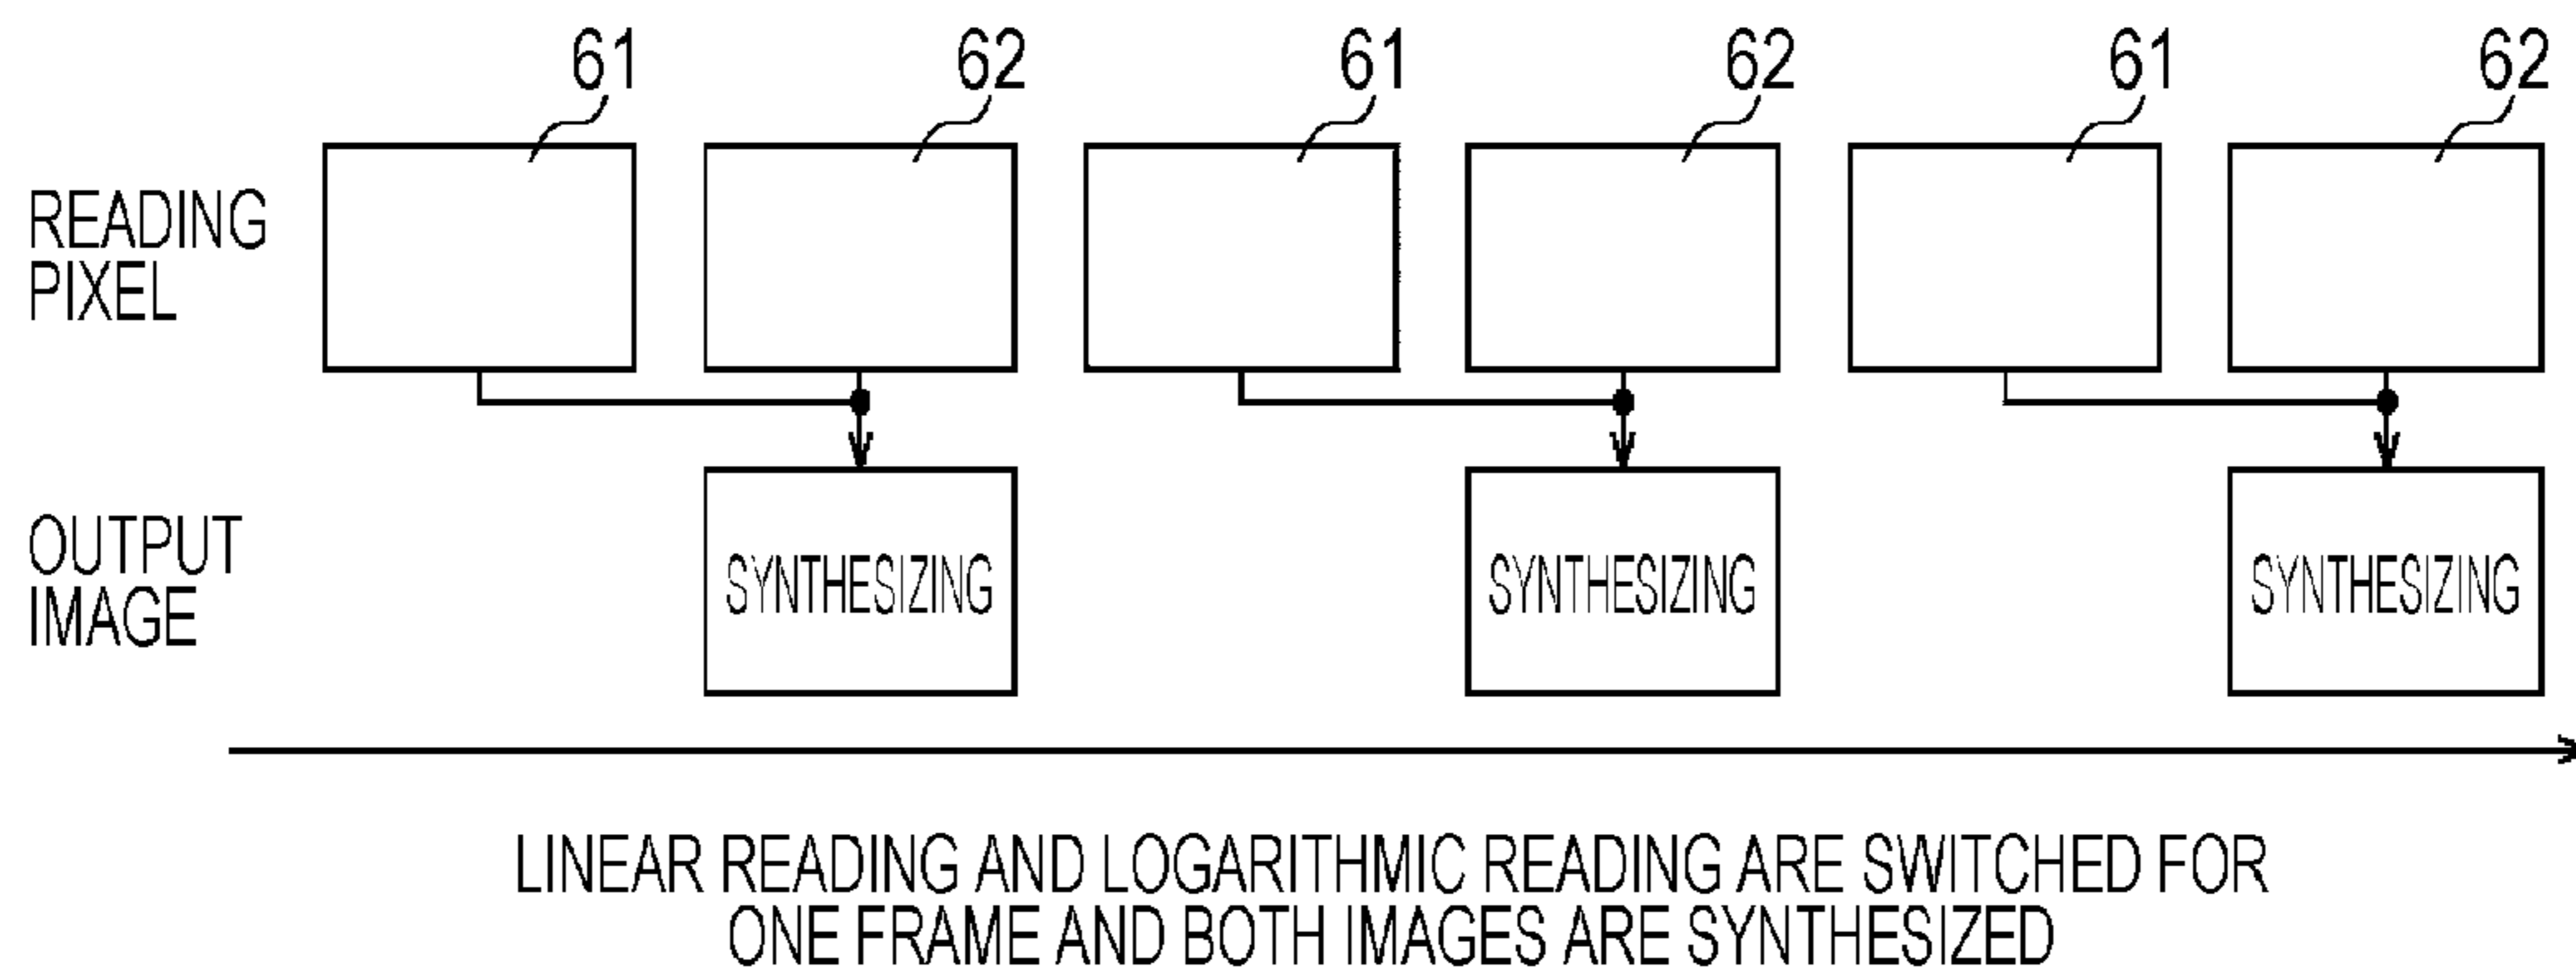 61 62 61 62 61 62
READING
PIXEL
OUTPUT
IMAGE
SYNTHESIZING SYNTHESIZING SYNTHESIZING
LINEAR READING AND LOGARITHMIC READING ARE SWITCHED FOR
ONE FRAME AND BOTH IMAGES ARE SYNTHESIZED